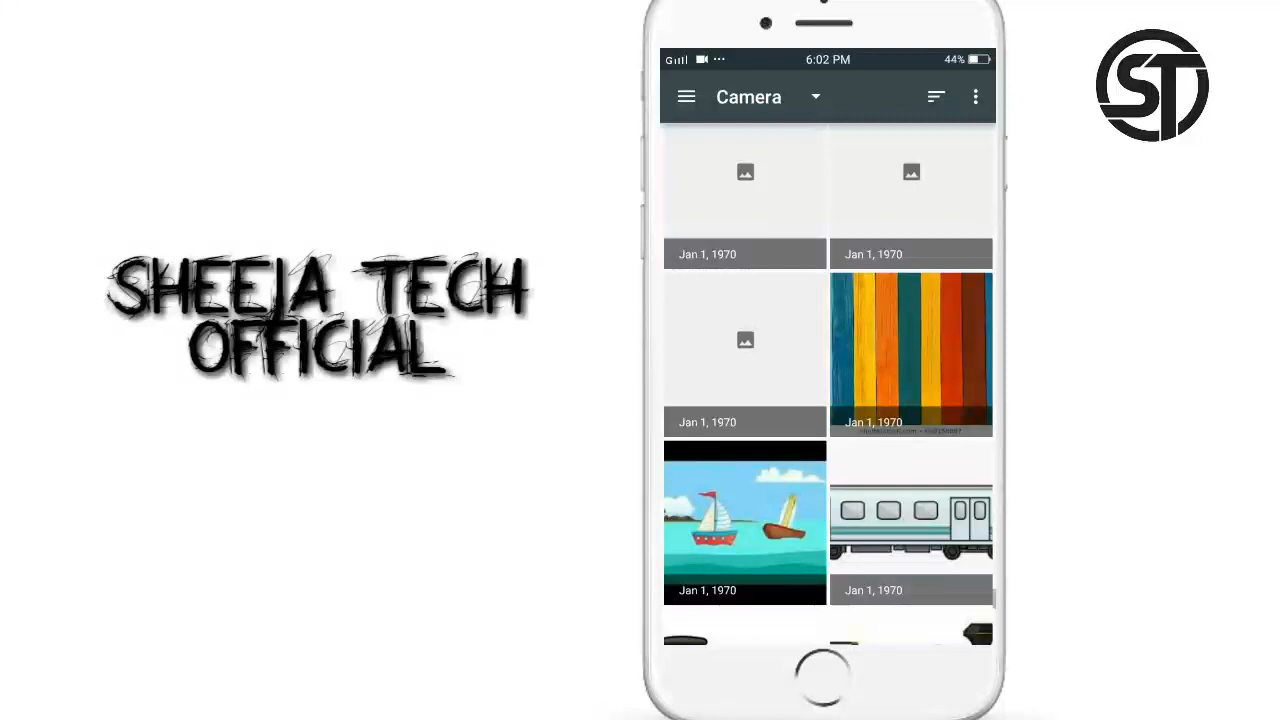 SHEEJA TECH
OFFICIAL
6:02 PM
44%
Camera
Jan 1, 1970
Jan 1, 1970
Jan 1, 1970
Jan 1, 1970
Jan 1, 1970
Jan 1, 1970
ST